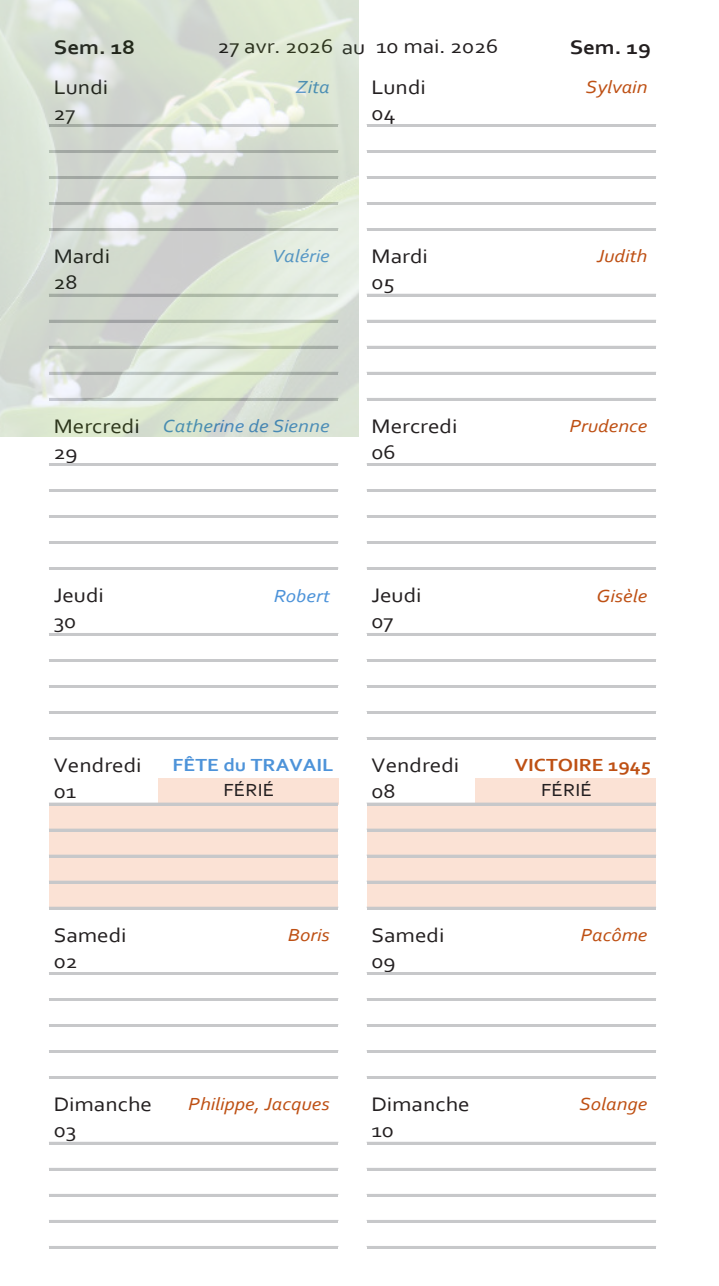 Sem. 18 27 avr. 2026 au 10 mai. 2026 Sem. 19
Lundi Zita
27
Mardi Valérie
28
Mercredi Catherine de Sienne
29
Jeudi Robert
30
Vendredi FÊTE du TRAVAIL
01 FÉRIÉ
Samedi Boris
02
Dimanche Philippe, Jacques
03
Lundi Sylvain
04
Mardi Judith
05
Mercredi Prudence
06
Jeudi Gisèle
07
Vendredi VICTOIRE 1945
08 FÉRIÉ
Samedi Pacôme
09
Dimanche Solange
10